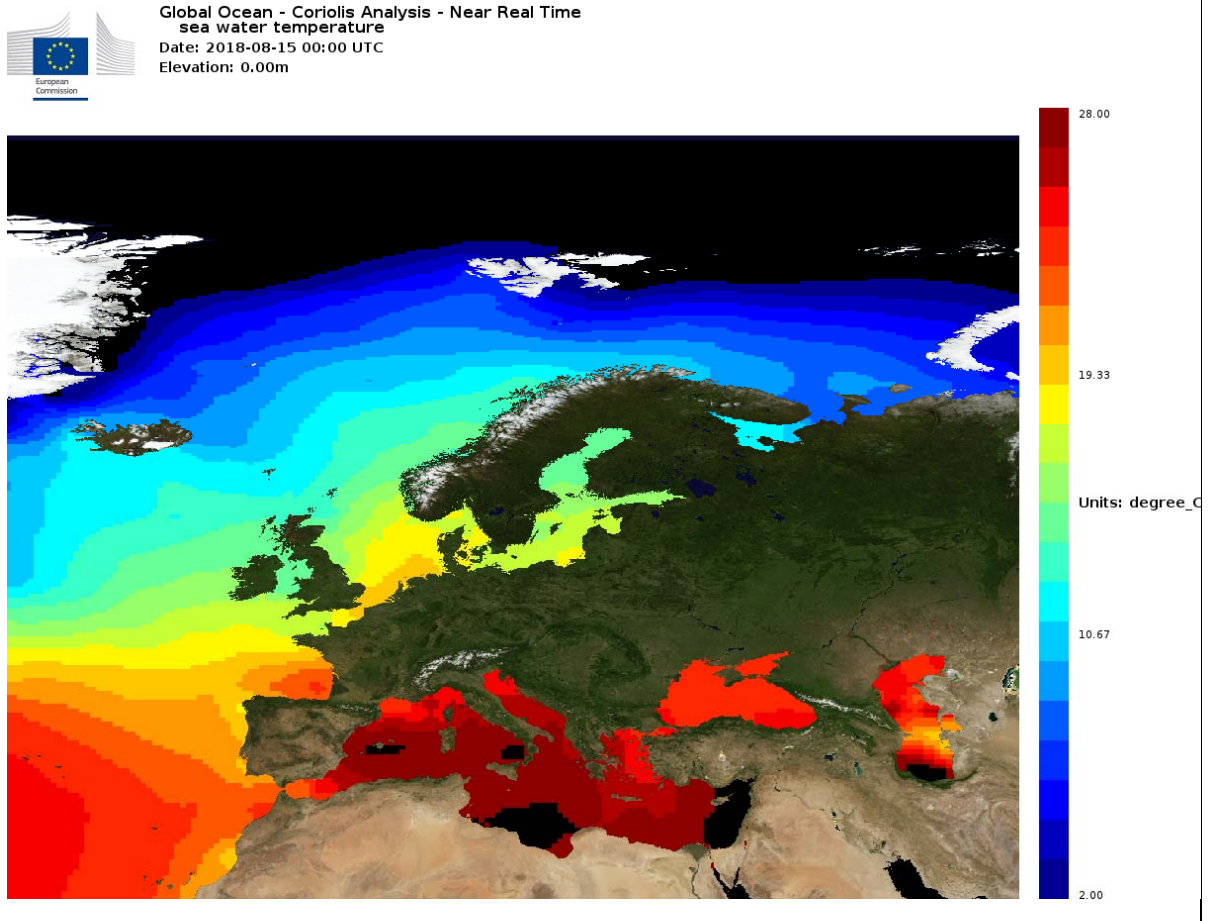 Global Ocean - Coriolis Analysis - Near Real Time
sea water temperature
Date: 2018-08-15 00:00 UTC
Elevation: 0.00m
European
Commission
28.00
19.33
Units: degree_C
10.67
2.00